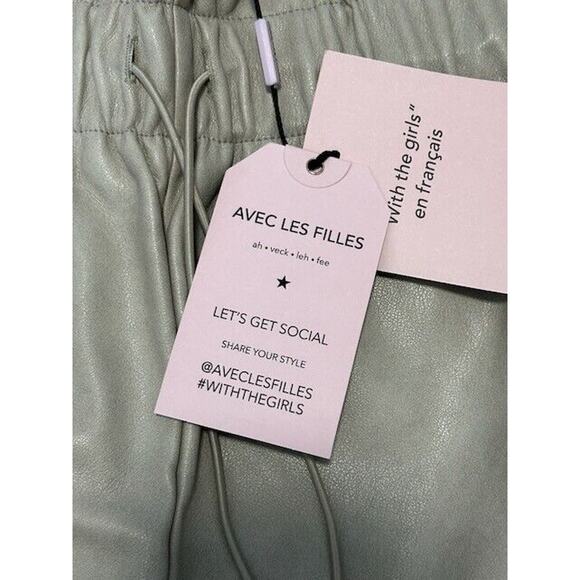 AVEC LES FILLES
ah • veck • leh • fee
LET'S GET SOCIAL
SHARE YOUR STYLE
@AVECLESFILLES
#WITHTHEGIRLS
With the girls"
en français